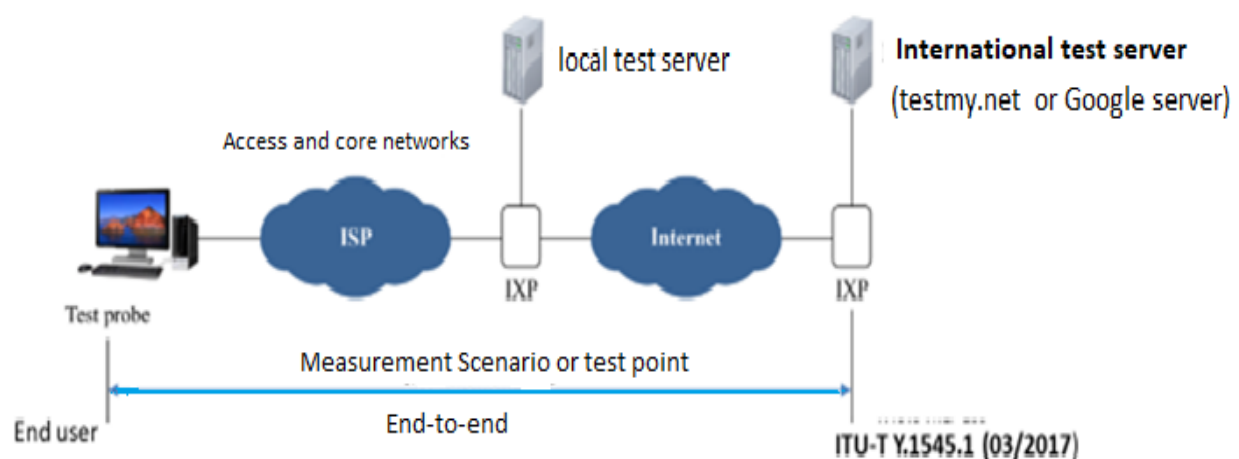 local test server
International test server
(testmy.net or Google server)
Access and core networks
ISP
Internet
IXP
IXP
Test probe
Measurement Scenario or test point
End-to-end
End user
ITU-T Y.1545.1 (03/2017)